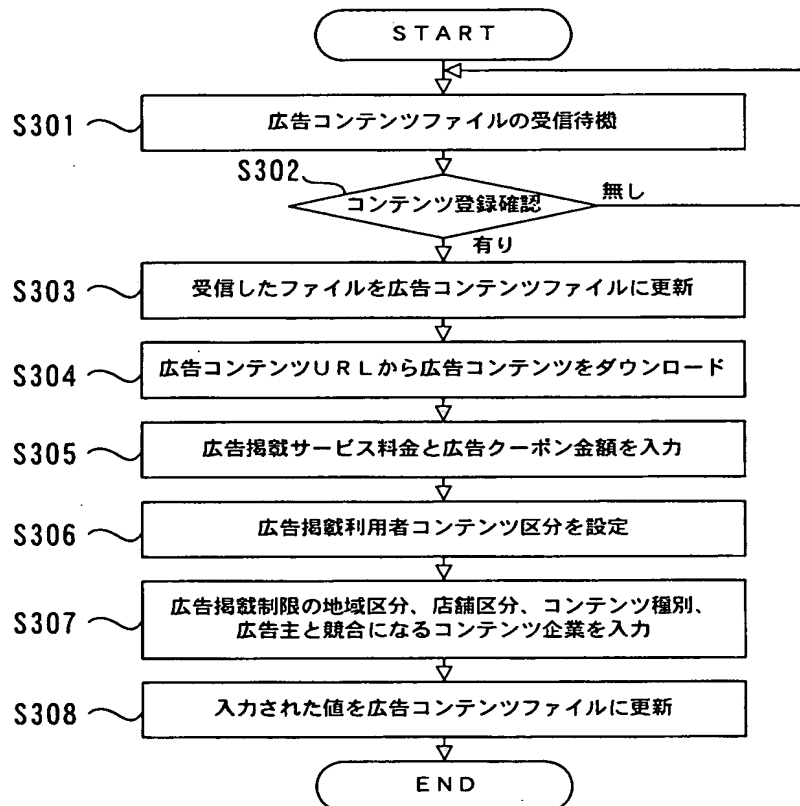 START
S301
広告コンテンツファイルの受信待機
S302
コンテンツ登録確認
無し
有り
S303
受信したファイルを広告コンテンツファイルに更新
S304
広告コンテンツURLから広告コンテンツをダウンロード
S305
広告掲載サービス料金と広告クーポン金額を入力
S306
広告掲載利用者コンテンツ区分を設定
S307
広告掲載制限の地域区分、店舗区分、コンテンツ種別、
広告主と競合になるコンテンツ企業を入力
S308
入力された値を広告コンテンツファイルに更新
END